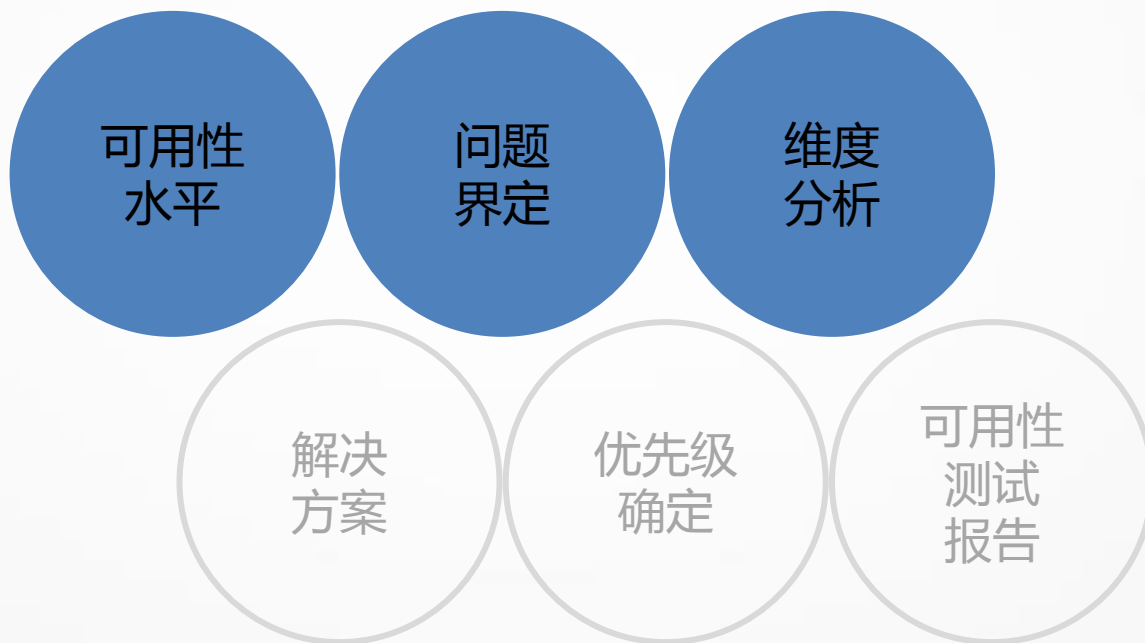 可用性
水平
问题
界定
维度
分析
解决
方案
优先级
确定
可用性
测试
报告